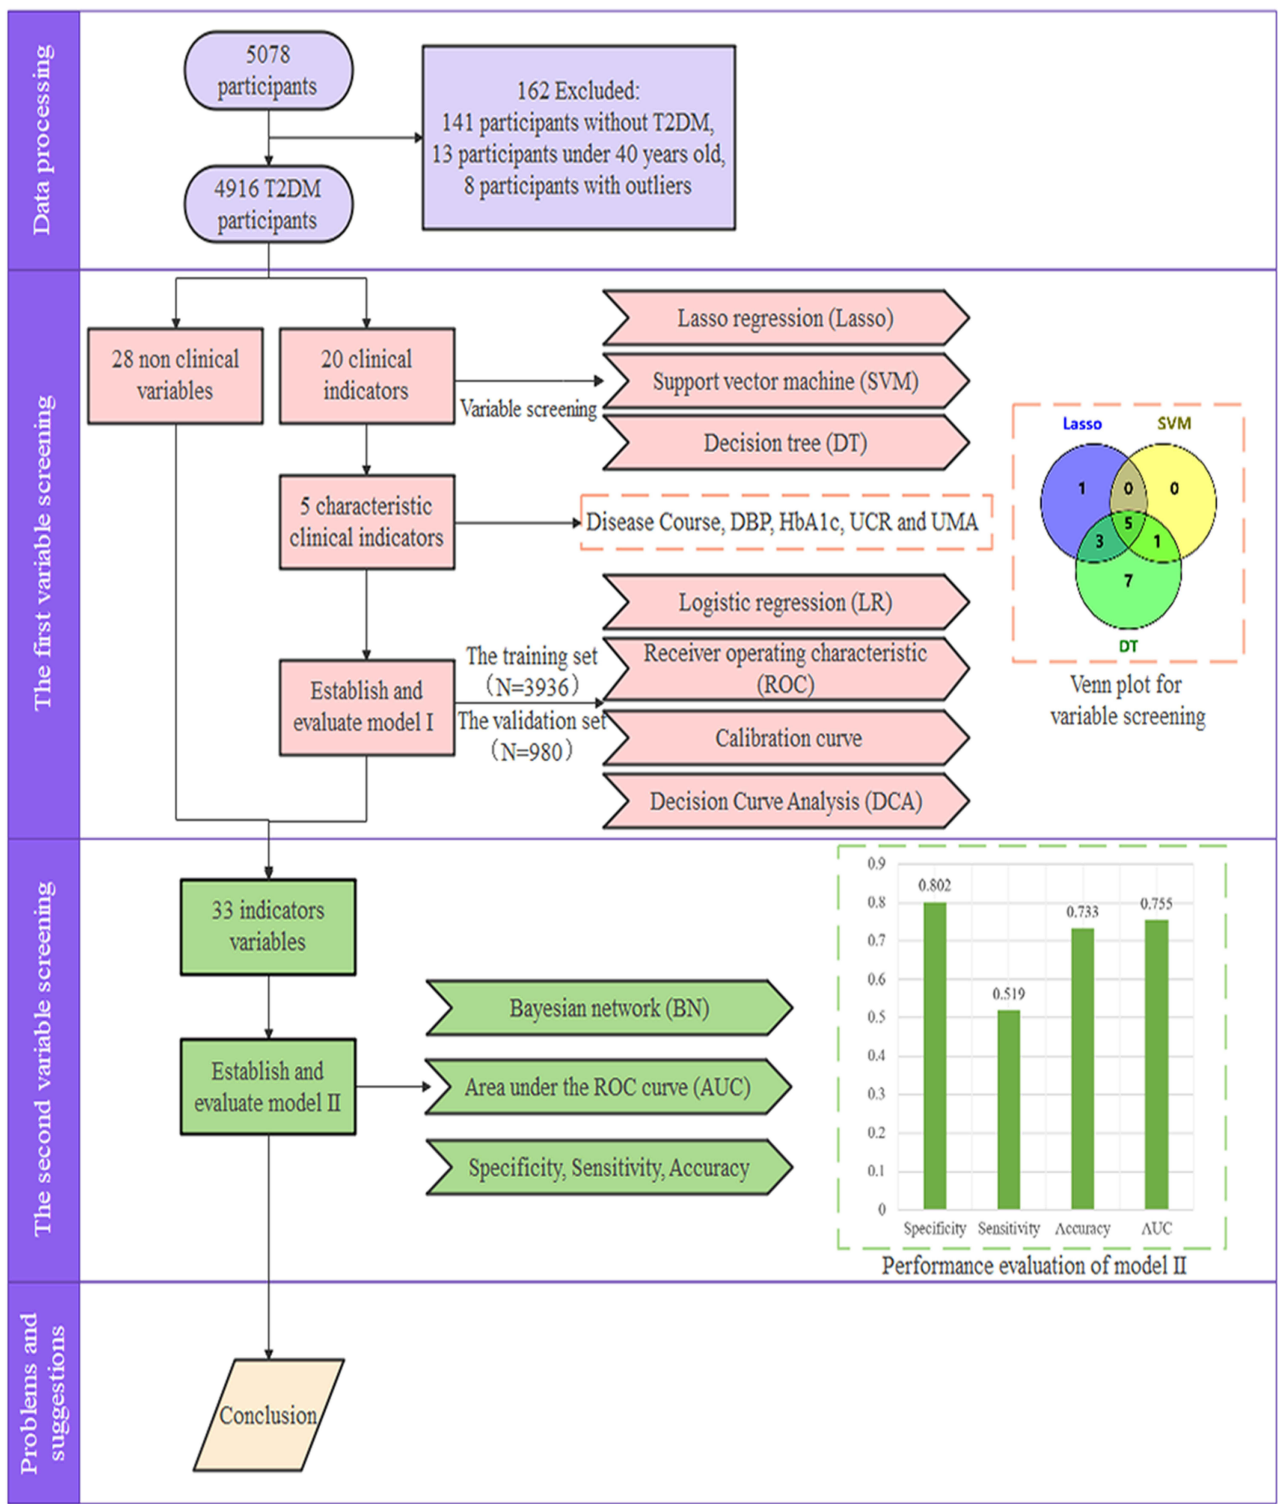 Data processing
5078
participants
162 Excluded:
141 participants without T2DM,
13 participants under 40 years old,
8 participants with outliers
4916 T2DM
participants
The first variable screening
28 non clinical
variables
20 clinical
indicators
Variable screening
Lasso regression (Lasso)
Support vector machine (SVM)
Decision tree (DT)
5 characteristic
clinical indicators
Disease Course, DBP, HbA1c, UCR and UMA
Lasso
SVM
1
0
0
5
3
1
7
DT
Venn plot for
variable screening
Establish and
evaluate model I
The training set
(N=3936)
The validation set
(N=980)
Logistic regression (LR)
Receiver operating characteristic
(ROC)
Calibration curve
Decision Curve Analysis (DCA)
The second variable screening
33 indicators
variables
Establish and
evaluate model II
Bayesian network (BN)
Area under the ROC curve (AUC)
Specificity, Sensitivity, Accuracy
0.9
0.8
0.7
0.6
0.5
0.4
0.3
0.2
0.1
0
0.802
0.519
0.733
0.755
Specificity
Sensitivity
Accuracy
AUC
Performance evaluation of model II
Problems and
suggestions
Conclusion